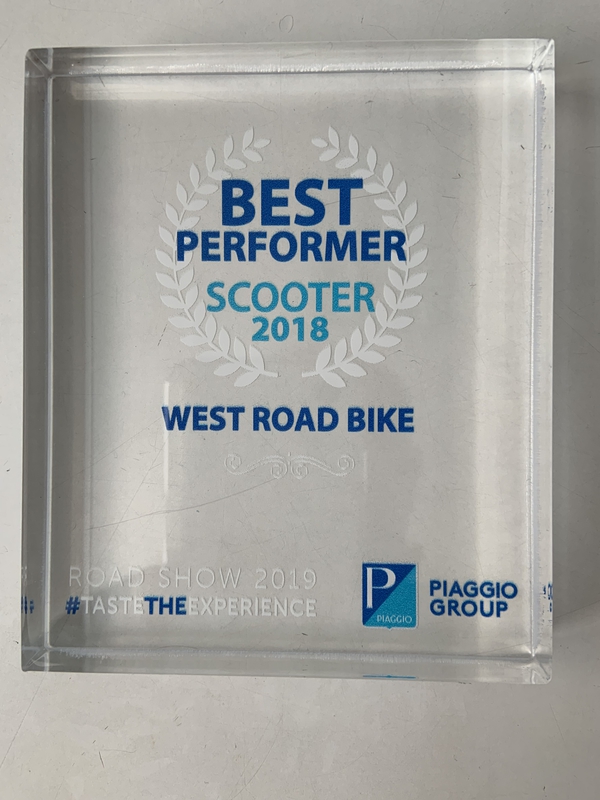 BEST
PERFORMER
SCOOTER
2018
WEST ROAD BIKE
ROAD SHOW 2019
#TASTETHEEXPERIENCE
P
PIAGGIO
PIAGGIO
GROUP